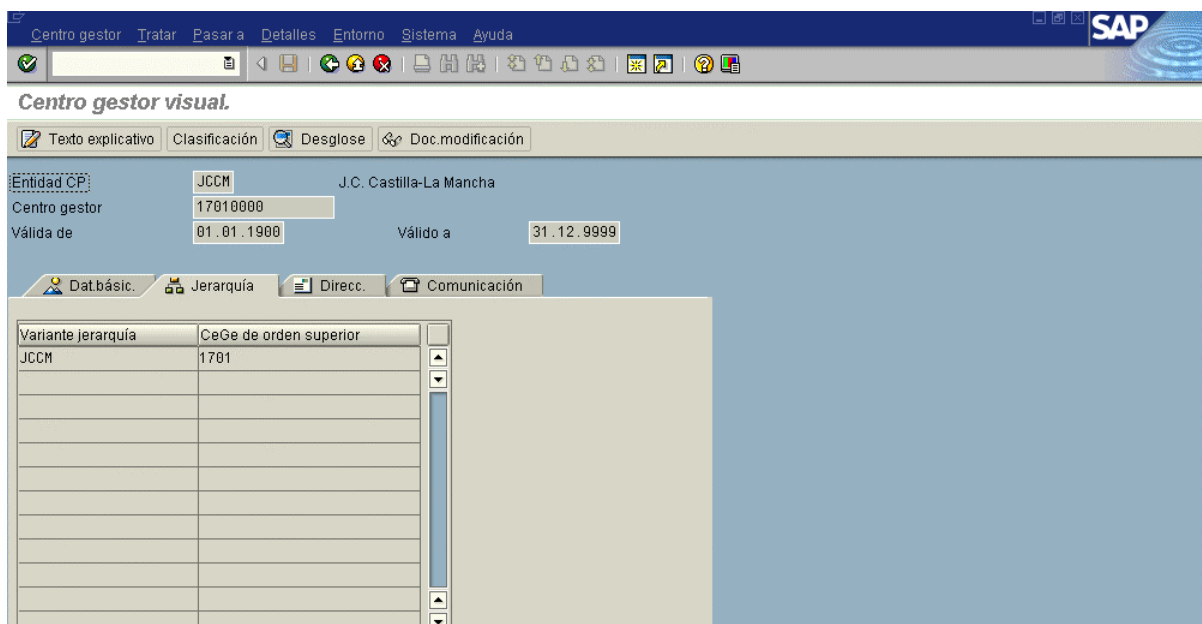 Centro gestor Tratar Pasar a Detalles Entorno Sistema Ayuda
SAP
Centro gestor visual.
Texto explicativo Clasificación Desglose Doc.modificación
Entidad CP JCCM J.C. Castilla-La Mancha
Centro gestor 17010000
Válida de 01.01.1900 Válido a 31.12.9999
Dat.básic. Jerarquía Direcc. Comunicación
Variante jerarquía CeGe de orden superior
JCCM 1701